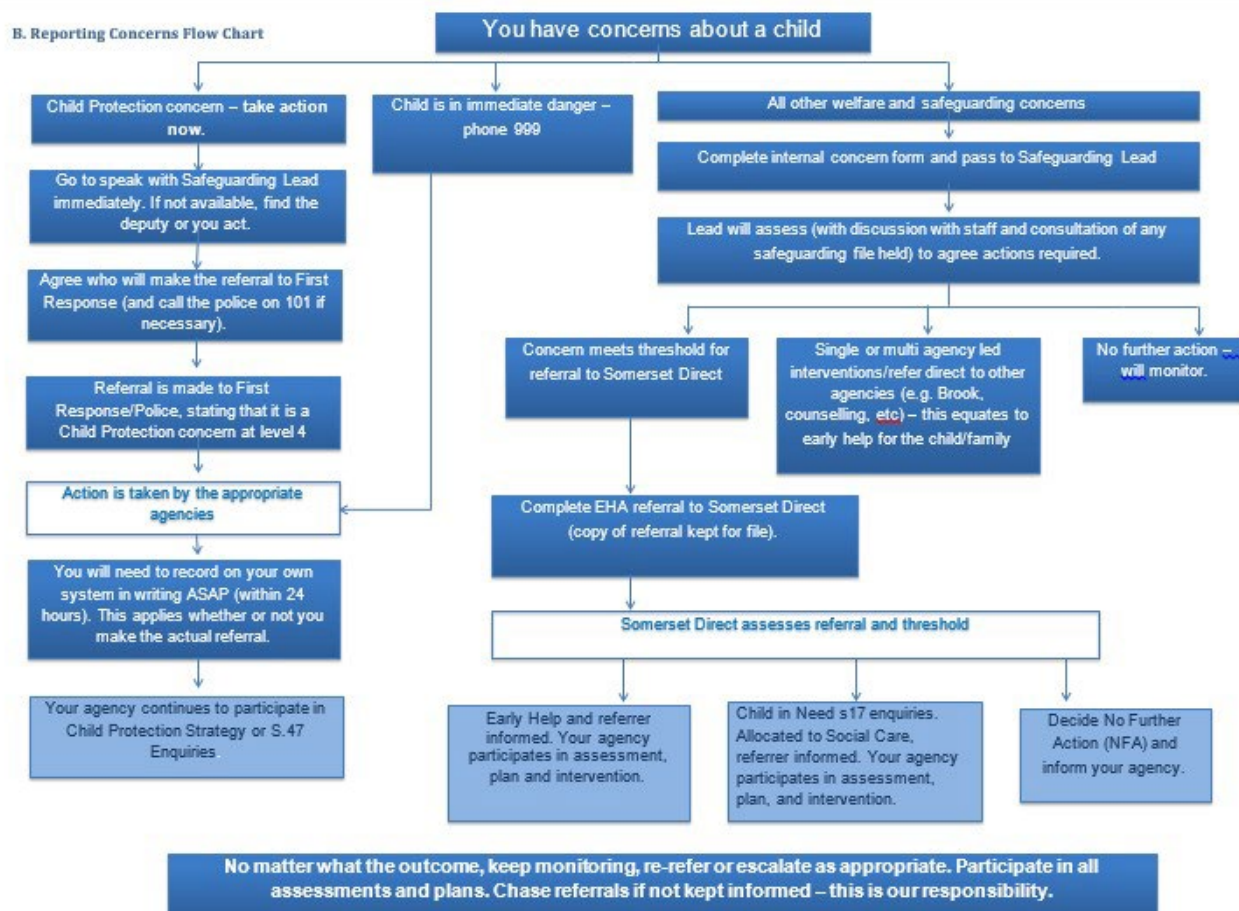 B. Reporting Concerns Flow Chart
You have concerns about a child
Child Protection concern – take action
now.
Child is in immediate danger –
phone 999
All other welfare and safeguarding concerns
Go to speak with Safeguarding Lead
immediately. If not available, find the
deputy or you act.
Complete internal concern form and pass to Safeguarding Lead
Agree who will make the referral to First
Response (and call the police on 101 if
necessary).
Lead will assess (with discussion with staff and consultation of any
safeguarding file held) to agree actions required.
Referral is made to First
Response/Police, stating that it is a
Child Protection concern at level 4
Concern meets threshold for
referral to Somerset Direct
Single or multi agency led
interventions/refer direct to other
agencies (e.g. Brook,
counselling, etc) – this equates to
early help for the child/family
No further action –
will monitor.
Action is taken by the appropriate
agencies
Complete EHA referral to Somerset Direct
(copy of referral kept for file).
You will need to record on your own
system in writing ASAP (within 24
hours). This applies whether or not you
make the actual referral.
Somerset Direct assesses referral and threshold
Your agency continues to participate in
Child Protection Strategy or S.47
Enquiries.
Early Help and referrer
informed. Your agency
participates in assessment,
plan and intervention.
Child in Need s17 enquiries.
Allocated to Social Care,
referrer informed. Your agency
participates in assessment,
plan, and intervention.
Decide No Further
Action (NFA) and
inform your agency.
No matter what the outcome, keep monitoring, re-refer or escalate as appropriate. Participate in all
assessments and plans. Chase referrals if not kept informed – this is our responsibility.